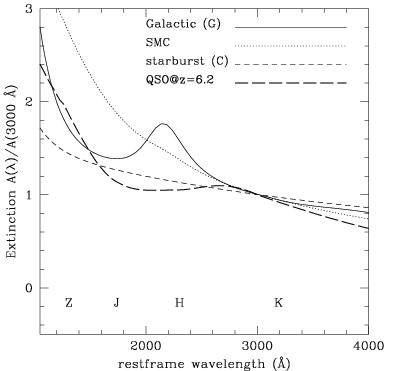 Galactic (G)
SMC
starburst (C)
QSO@z=6.2
3
2
1
0
Extinction A(λ)/A(3000 Å)
Z J H K
2000 3000 4000
restframe wavelength (Å)